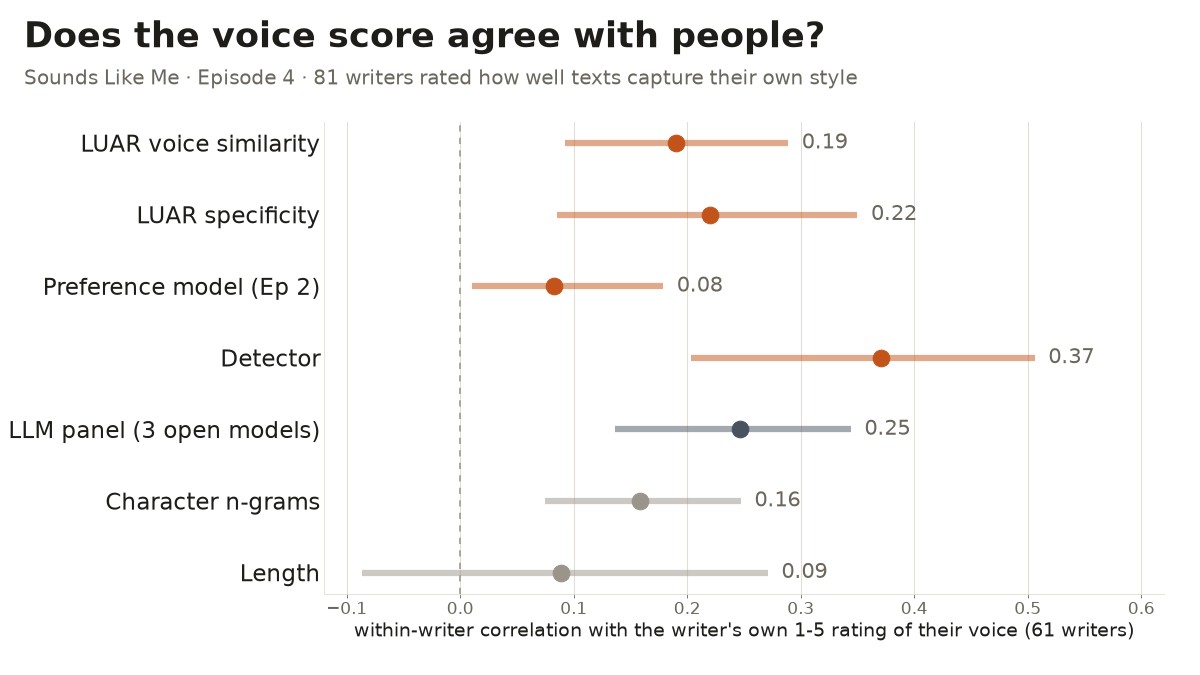 Does the voice score agree with people?
Sounds Like Me · Episode 4 · 81 writers rated how well texts capture their own style
LUAR voice similarity
0.19
LUAR specificity
0.22
Preference model (Ep 2)
0.08
Detector
0.37
LLM panel (3 open models)
0.25
Character n-grams
0.16
Length
0.09
−0.1 0.0 0.1 0.2 0.3 0.4 0.5 0.6
within-writer correlation with the writer's own 1-5 rating of their voice (61 writers)